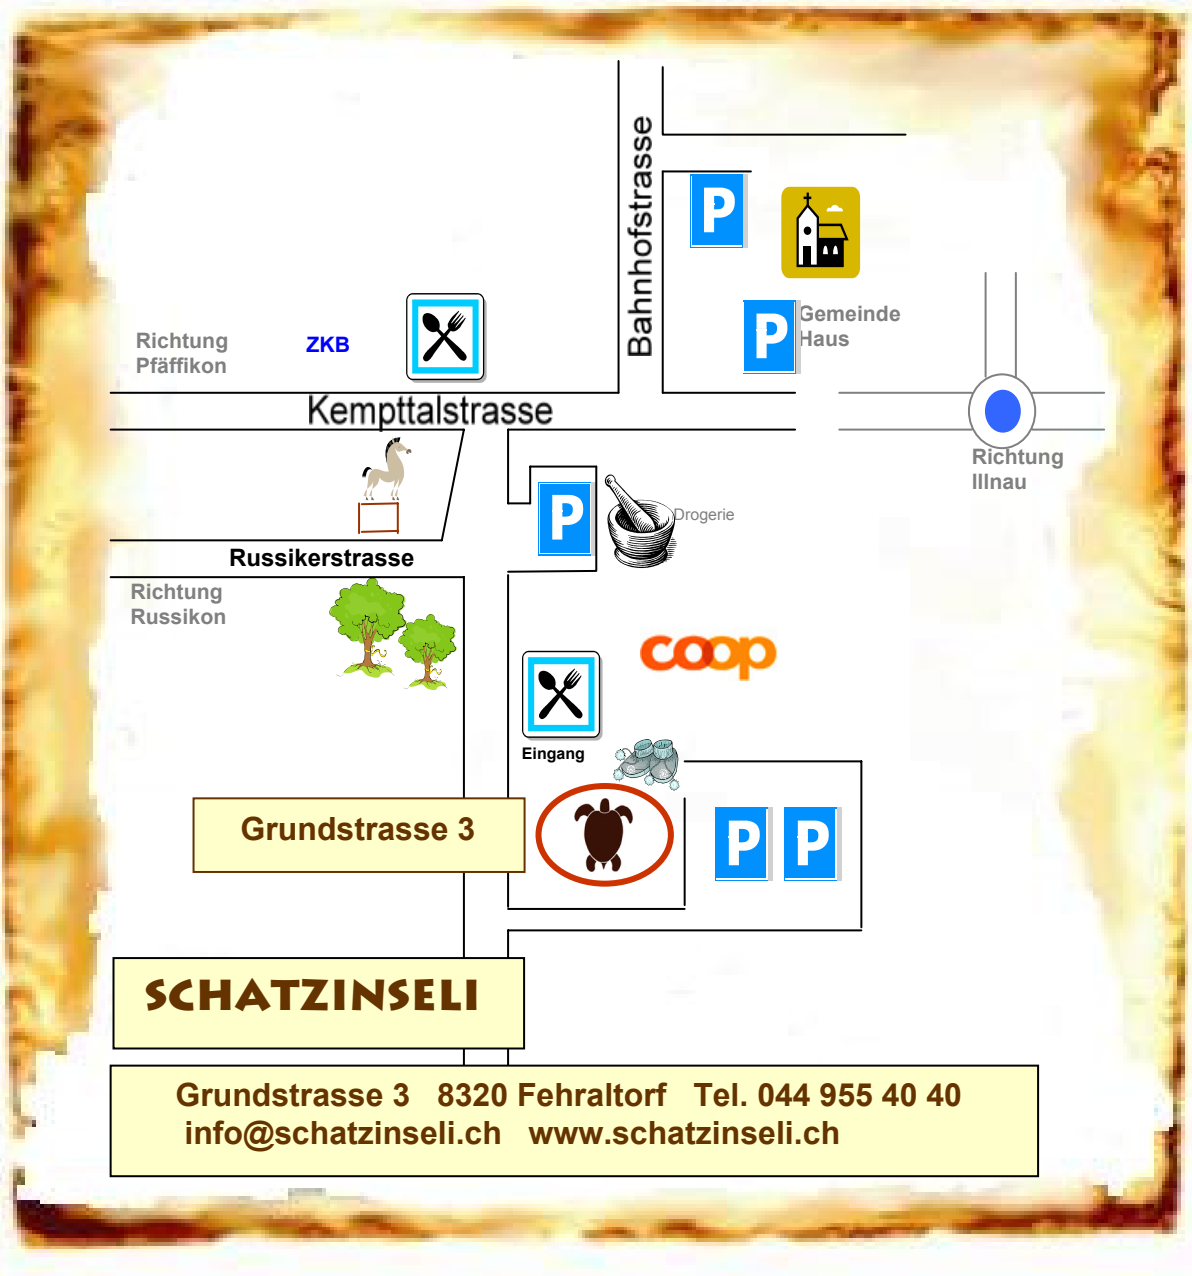 Bahnhofstrasse
P
P
Gemeinde
Haus
Richtung
Pfäffikon
ZKB
Kempttalstrasse
Richtung
Illnau
P
Drogerie
Russikerstrasse
Richtung
Russikon
coop
Eingang
Grundstrasse 3
P P
SCHATZINSELI
Grundstrasse 3 8320 Fehraltorf Tel. 044 955 40 40
info@schatzinseli.ch www.schatzinseli.ch